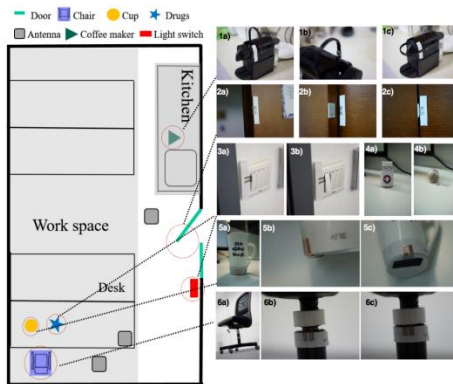 Door Chair Cup Drugs
Antenna Coffee maker Light switch
Kitchen
Work space
Desk
1a) 1b) 1c)
2a) 2b) 2c)
3a) 3b) 4a) 4b)
5a) 5b) 5c)
6a) 6b) 6c)